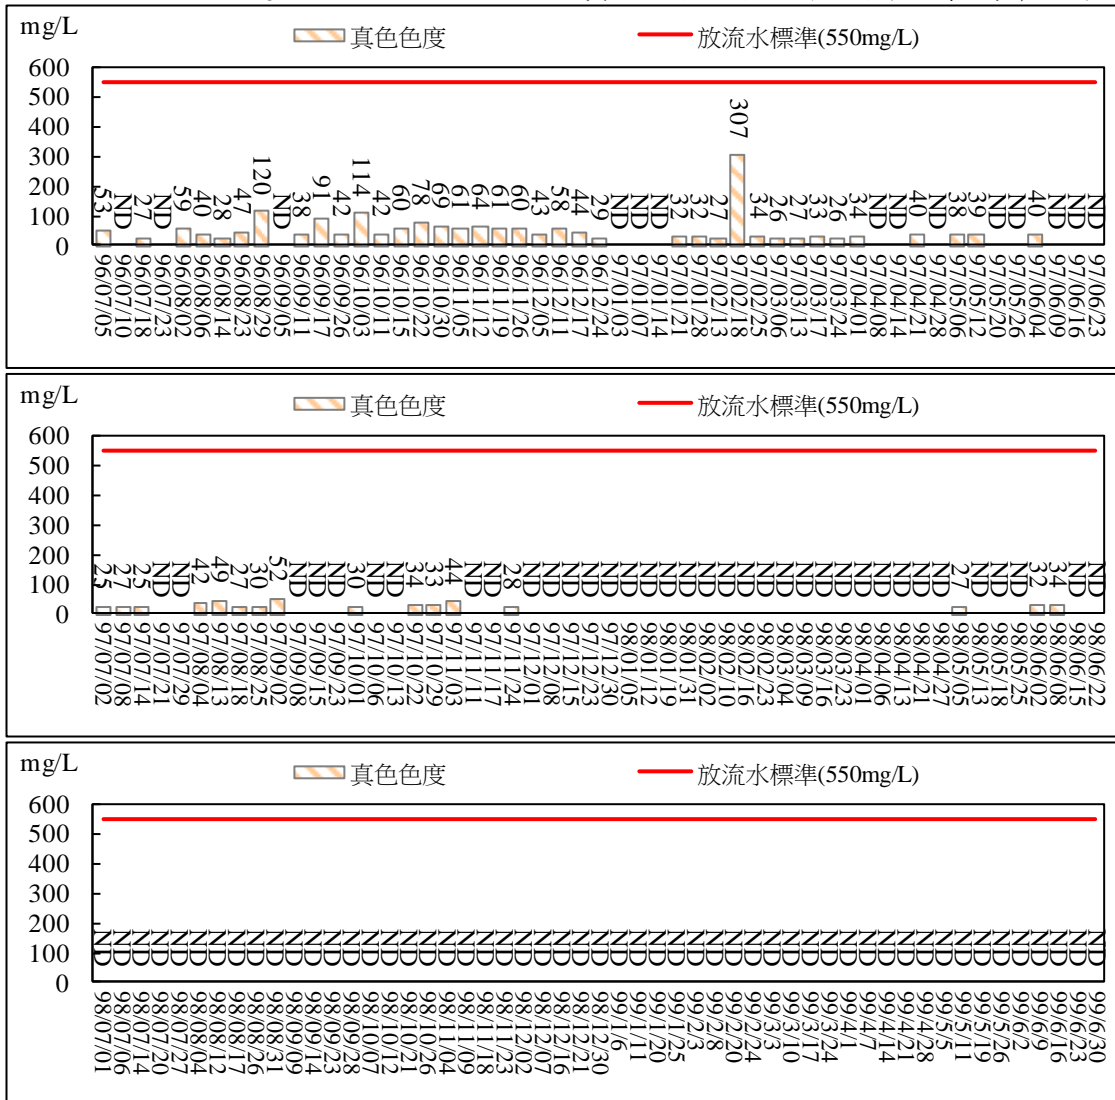 mg/L
真色色度 放流水標準(550mg/L)
600
500
400
300
200
100
0
53 ND 27 ND 59 40 28 47 120 ND 38 91 42 114 42 60 78 69 61 64 61 60 43 58 44 29 ND ND ND 32 32 27 307 34 26 27 33 26 34 ND ND 40 ND 38 39 ND ND 40 ND ND ND
96/07/05 96/07/10 96/07/18 96/07/23 96/08/02 96/08/06 96/08/14 96/08/23 96/08/29 96/09/05 96/09/11 96/09/17 96/09/26 96/10/03 96/10/11 96/10/15 96/10/22 96/10/30 96/11/05 96/11/12 96/11/19 96/11/26 96/12/05 96/12/11 96/12/17 96/12/24 97/01/03 97/01/07 97/01/14 97/01/21 97/01/28 97/02/13 97/02/18 97/02/25 97/03/06 97/03/13 97/03/17 97/03/24 97/04/01 97/04/08 97/04/14 97/04/21 97/04/28 97/05/06 97/05/12 97/05/20 97/05/26 97/06/04 97/06/09 97/06/16 97/06/23
mg/L
真色色度 放流水標準(550mg/L)
600
500
400
300
200
100
0
25 27 25 ND ND 42 49 27 30 52 ND ND ND 30 ND ND 34 33 44 ND ND 28 ND ND ND ND ND ND ND ND ND ND ND ND ND ND ND ND ND ND ND ND ND ND 27 ND ND ND 32 34 ND ND
97/07/02 97/07/08 97/07/14 97/07/21 97/07/29 97/08/04 97/08/13 97/08/18 97/08/25 97/09/02 97/09/08 97/09/15 97/09/23 97/10/01 97/10/06 97/10/13 97/10/22 97/10/29 97/11/03 97/11/11 97/11/17 97/11/24 97/12/01 97/12/08 97/12/15 97/12/23 97/12/30 98/01/05 98/01/12 98/01/19 98/01/31 98/02/02 98/02/10 98/02/16 98/02/23 98/03/04 98/03/09 98/03/16 98/03/23 98/04/01 98/04/06 98/04/13 98/04/21 98/04/27 98/05/05 98/05/13 98/05/18 98/05/25 98/06/02 98/06/08 98/06/15 98/06/22
mg/L
真色色度 放流水標準(550mg/L)
600
500
400
300
200
100
0
ND ND ND ND ND ND ND ND ND ND ND ND ND ND ND ND ND ND ND ND ND ND ND ND ND ND ND ND ND ND ND ND ND ND ND ND ND ND ND ND ND ND ND ND ND ND ND ND ND ND ND ND ND
98/07/01 98/07/06 98/07/14 98/07/20 98/07/27 98/08/04 98/08/12 98/08/17 98/08/26 98/08/31 98/09/09 98/09/14 98/09/23 98/09/28 98/10/07 98/10/12 98/10/21 98/10/26 98/11/04 98/11/09 98/11/18 98/11/23 98/12/02 98/12/07 98/12/16 98/12/21 98/12/30 99/1/6 99/1/11 99/1/20 99/1/25 99/2/3 99/2/8 99/2/20 99/2/24 99/3/3 99/3/10 99/3/17 99/3/24 99/4/1 99/4/7 99/4/14 99/4/21 99/4/28 99/5/5 99/5/11 99/5/19 99/5/26 99/6/2 99/6/9 99/6/16 99/6/23 99/6/30